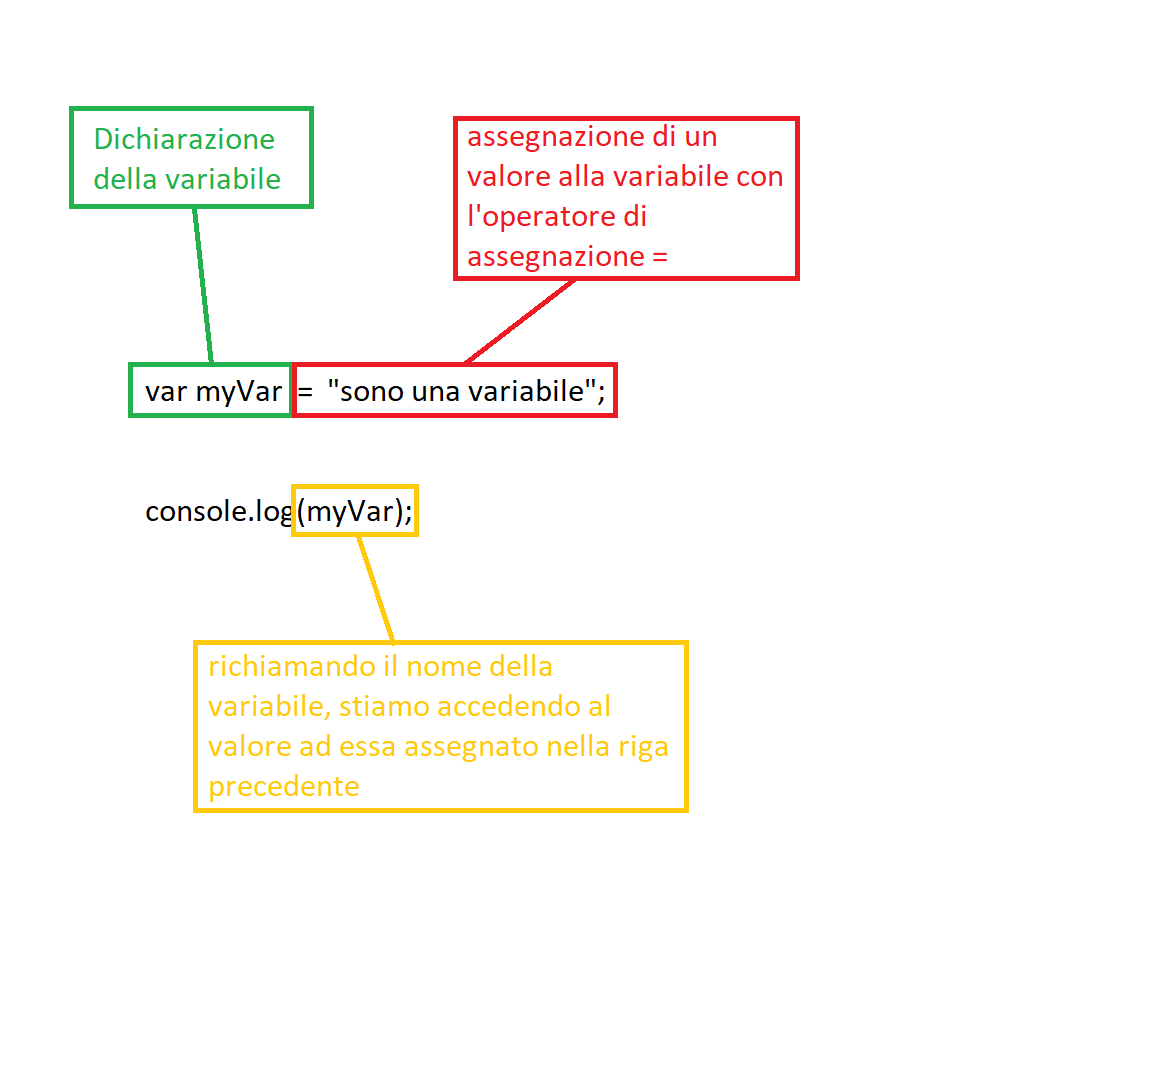 Dichiarazione
della variabile
assegnazione di un
valore alla variabile con
l'operatore di
assegnazione =
var myVar = "sono una variabile";
console.log(myVar);
richiamando il nome della
variabile, stiamo accedendo al
valore ad essa assegnato nella riga
precedente